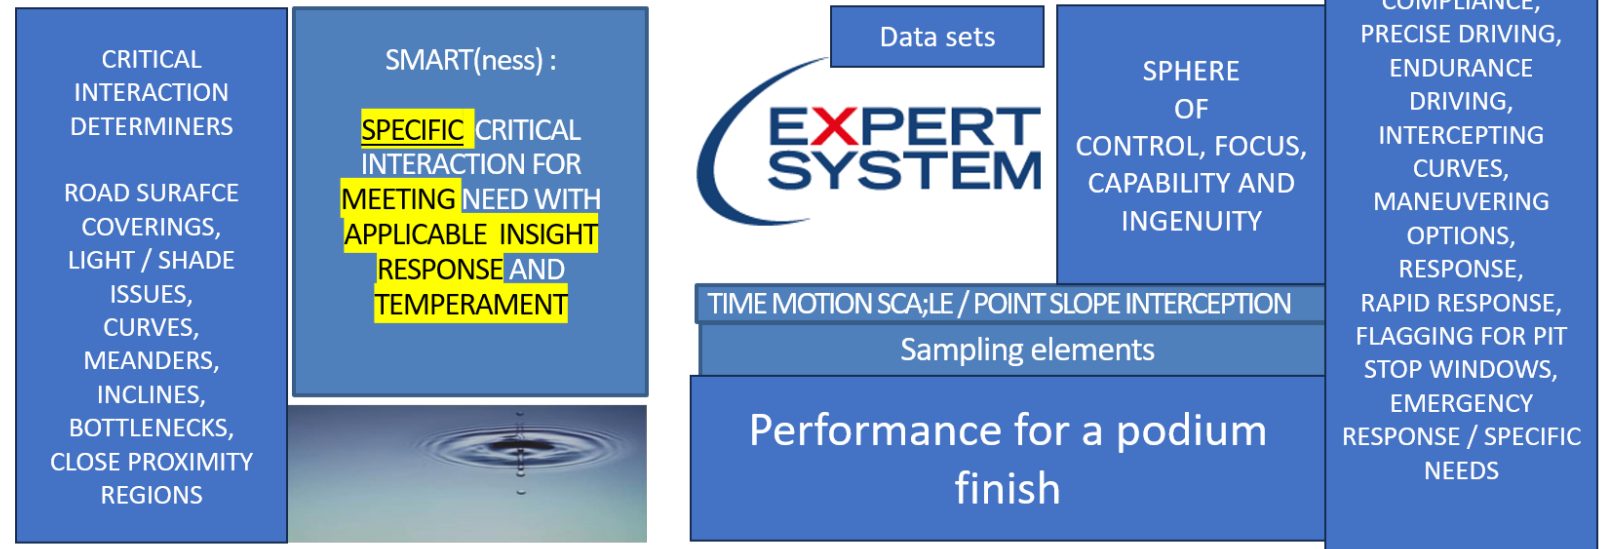 CRITICAL
INTERACTION
DETERMINERS
ROAD SURAFCE
COVERINGS,
LIGHT / SHADE
ISSUES,
CURVES,
MEANDERS,
INCLINES,
BOTTLENECKS,
CLOSE PROXIMITY
REGIONS
SMART(ness) :
SPECIFIC CRITICAL
INTERACTION FOR
MEETING NEED WITH
APPLICABLE INSIGHT
RESPONSE AND
TEMPERAMENT
Data sets
EXPERT
SYSTEM
SPHERE
OF
CONTROL, FOCUS,
CAPABILITY AND
INGENUITY
TIME MOTION SCA;LE / POINT SLOPE INTERCEPTION
Sampling elements
Performance for a podium
finish
COMPLIANCE,
PRECISE DRIVING,
ENDURANCE
DRIVING,
INTERCEPTING
CURVES,
MANEUVERING
OPTIONS,
RESPONSE,
RAPID RESPONSE,
FLAGGING FOR PIT
STOP WINDOWS,
EMERGENCY
RESPONSE / SPECIFIC
NEEDS